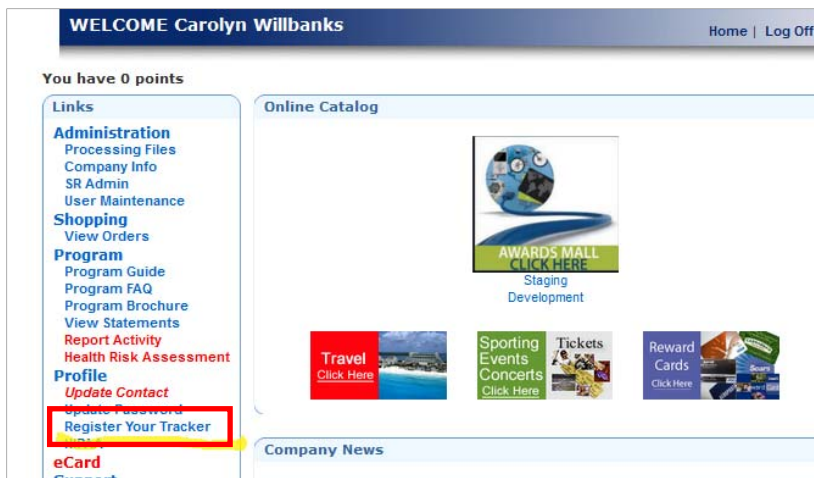 WELCOME Carolyn Willbanks
Home | Log Off
You have 0 points
Links
Administration
Processing Files
Company Info
SR Admin
User Maintenance
Shopping
View Orders
Program
Program Guide
Program FAQ
Program Brochure
View Statements
Report Activity
Health Risk Assessment
Profile
Update Contact
Update Password
Register Your Tracker
eCard
Support
Online Catalog
AWARDS MALL
CLICK HERE
Staging
Development
Travel
Click Here
Sporting
Events
Concerts
Click Here
Tickets
Reward
Cards
Click Here
Sears
Company News